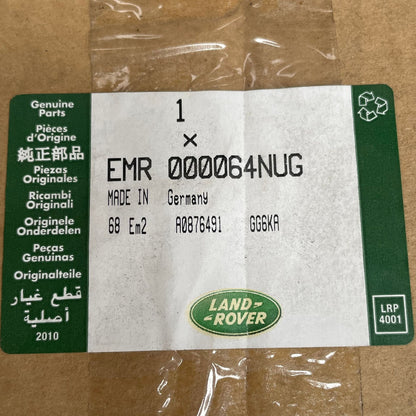 Genuine
Parts
Pièces
d'Origine
純正部品
Piezas
Originales
Ricambi
Originali
Originele
Onderdelen
Peças
Genuinas
Originalteile
قطع غيار
أصلية
2010
1
×
EMR 000064NUG
MADE IN Germany
68 Em2 A0876491 GG6KA
LAND-
-ROVER
LRP
4001